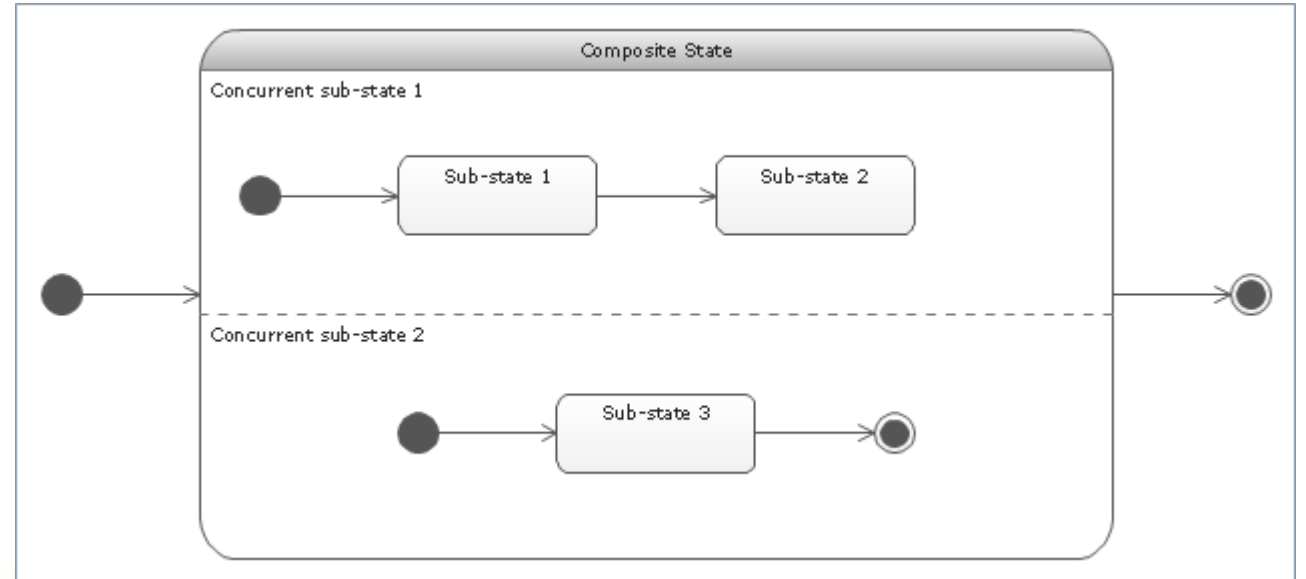 Composite State
Concurrent sub-state 1
Sub-state 1
Sub-state 2
Concurrent sub-state 2
Sub-state 3